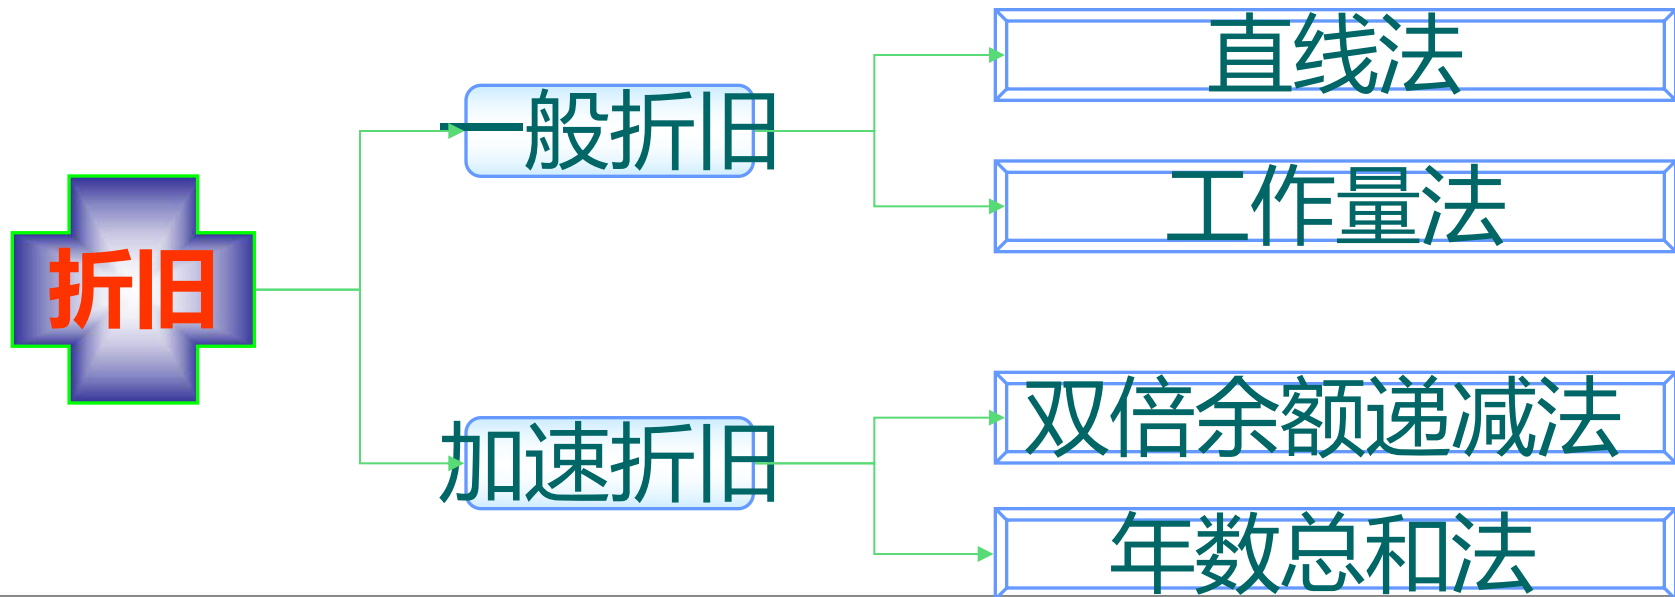 折旧
一般折旧
直线法
工作量法
加速折旧
双倍余额递减法
年数总和法